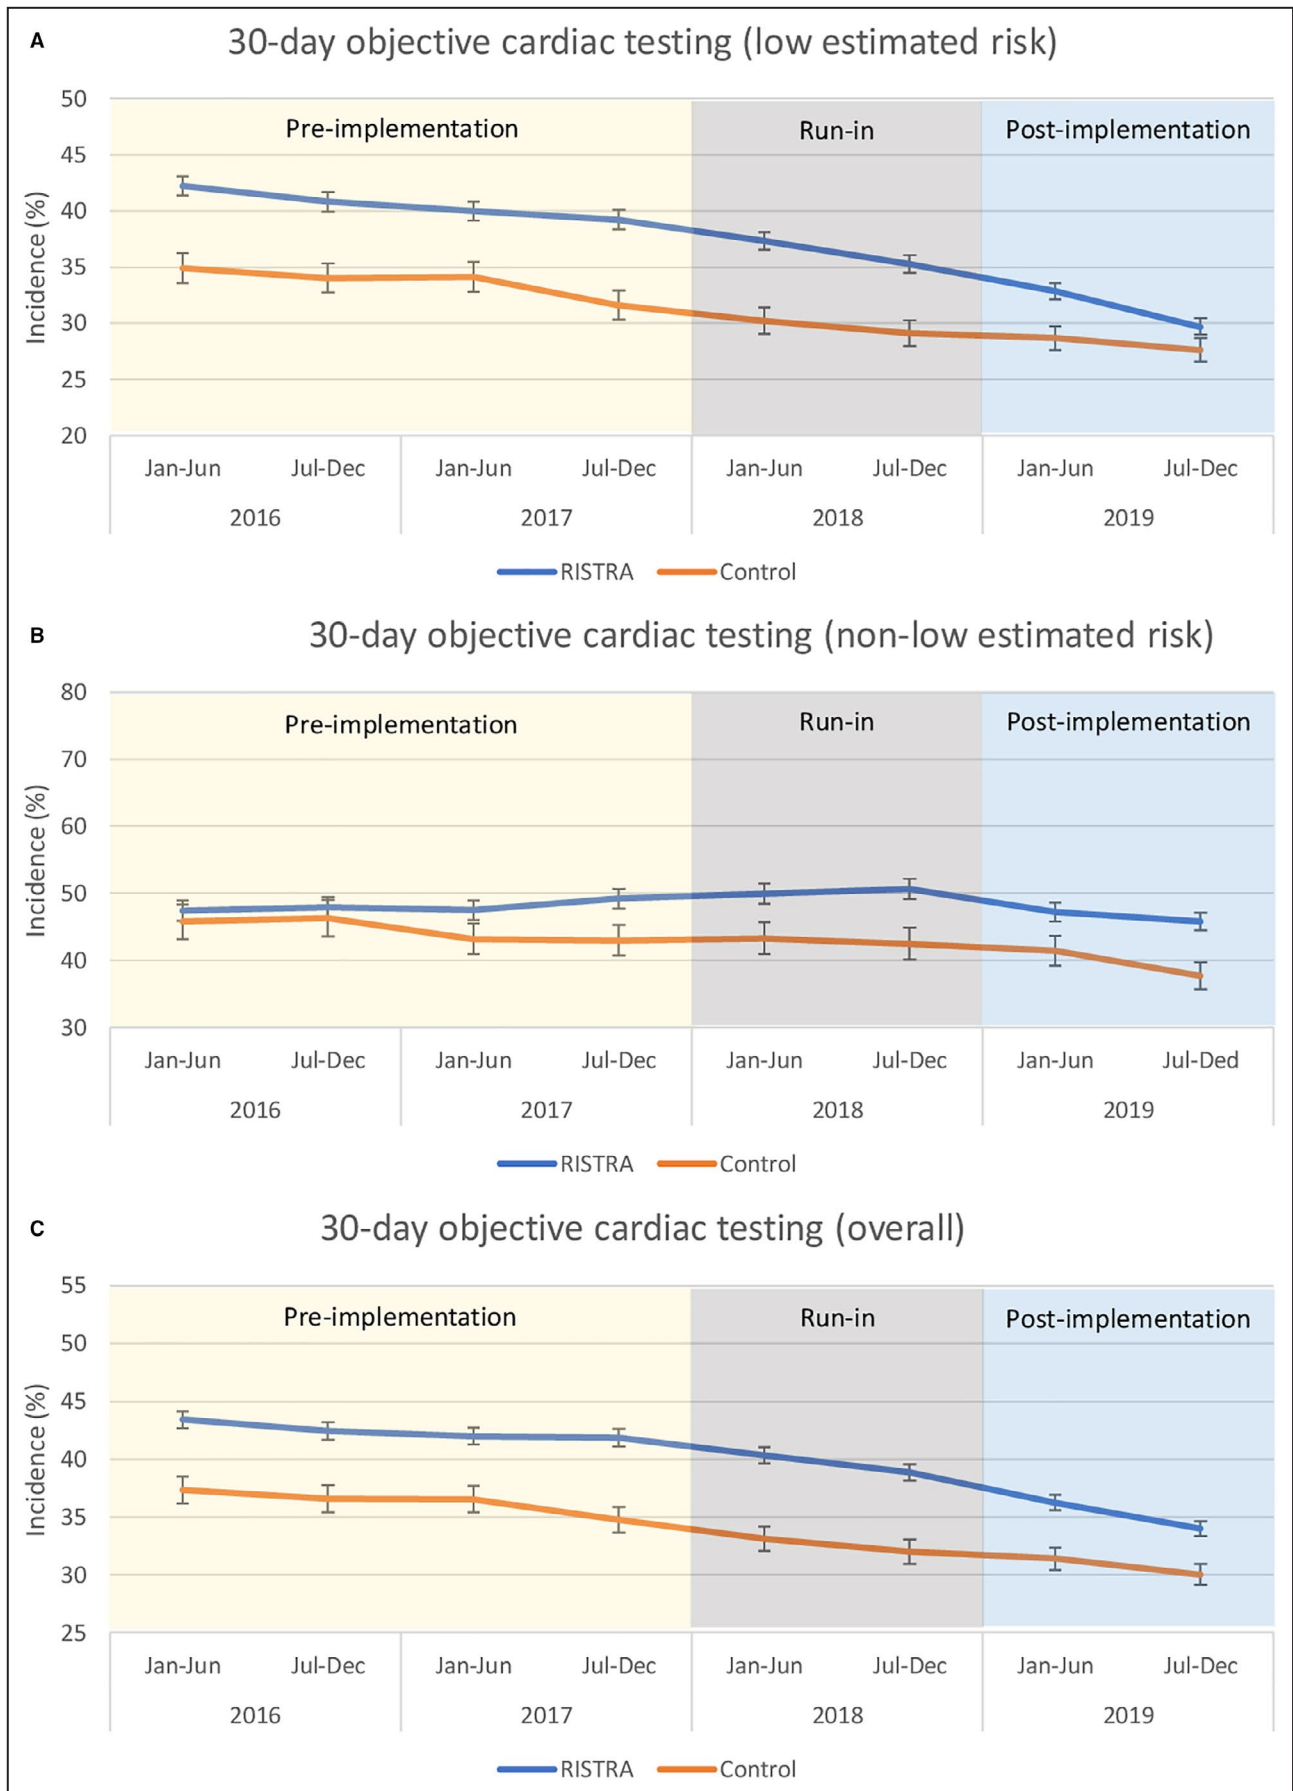 A
30-day objective cardiac testing (low estimated risk)
50
Pre-implementation Run-in Post-implementation
45
40
35
30
25
20
Incidence (%)
Jan-Jun Jul-Dec Jan-Jun Jul-Dec Jan-Jun Jul-Dec Jan-Jun Jul-Dec
2016 2017 2018 2019
RISTRA Control
B
30-day objective cardiac testing (non-low estimated risk)
80
Pre-implementation Run-in Post-implementation
70
60
50
40
30
Incidence (%)
Jan-Jun Jul-Dec Jan-Jun Jul-Dec Jan-Jun Jul-Dec Jan-Jun Jul-Ded
2016 2017 2018 2019
RISTRA Control
C
30-day objective cardiac testing (overall)
55
Pre-implementation Run-in Post-implementation
50
45
40
35
30
25
Incidence (%)
Jan-Jun Jul-Dec Jan-Jun Jul-Dec Jan-Jun Jul-Dec Jan-Jun Jul-Dec
2016 2017 2018 2019
RISTRA Control